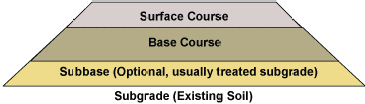 Surface Course
Base Course
Subbase (Optional, usually treated subgrade)
Subgrade (Existing Soil)